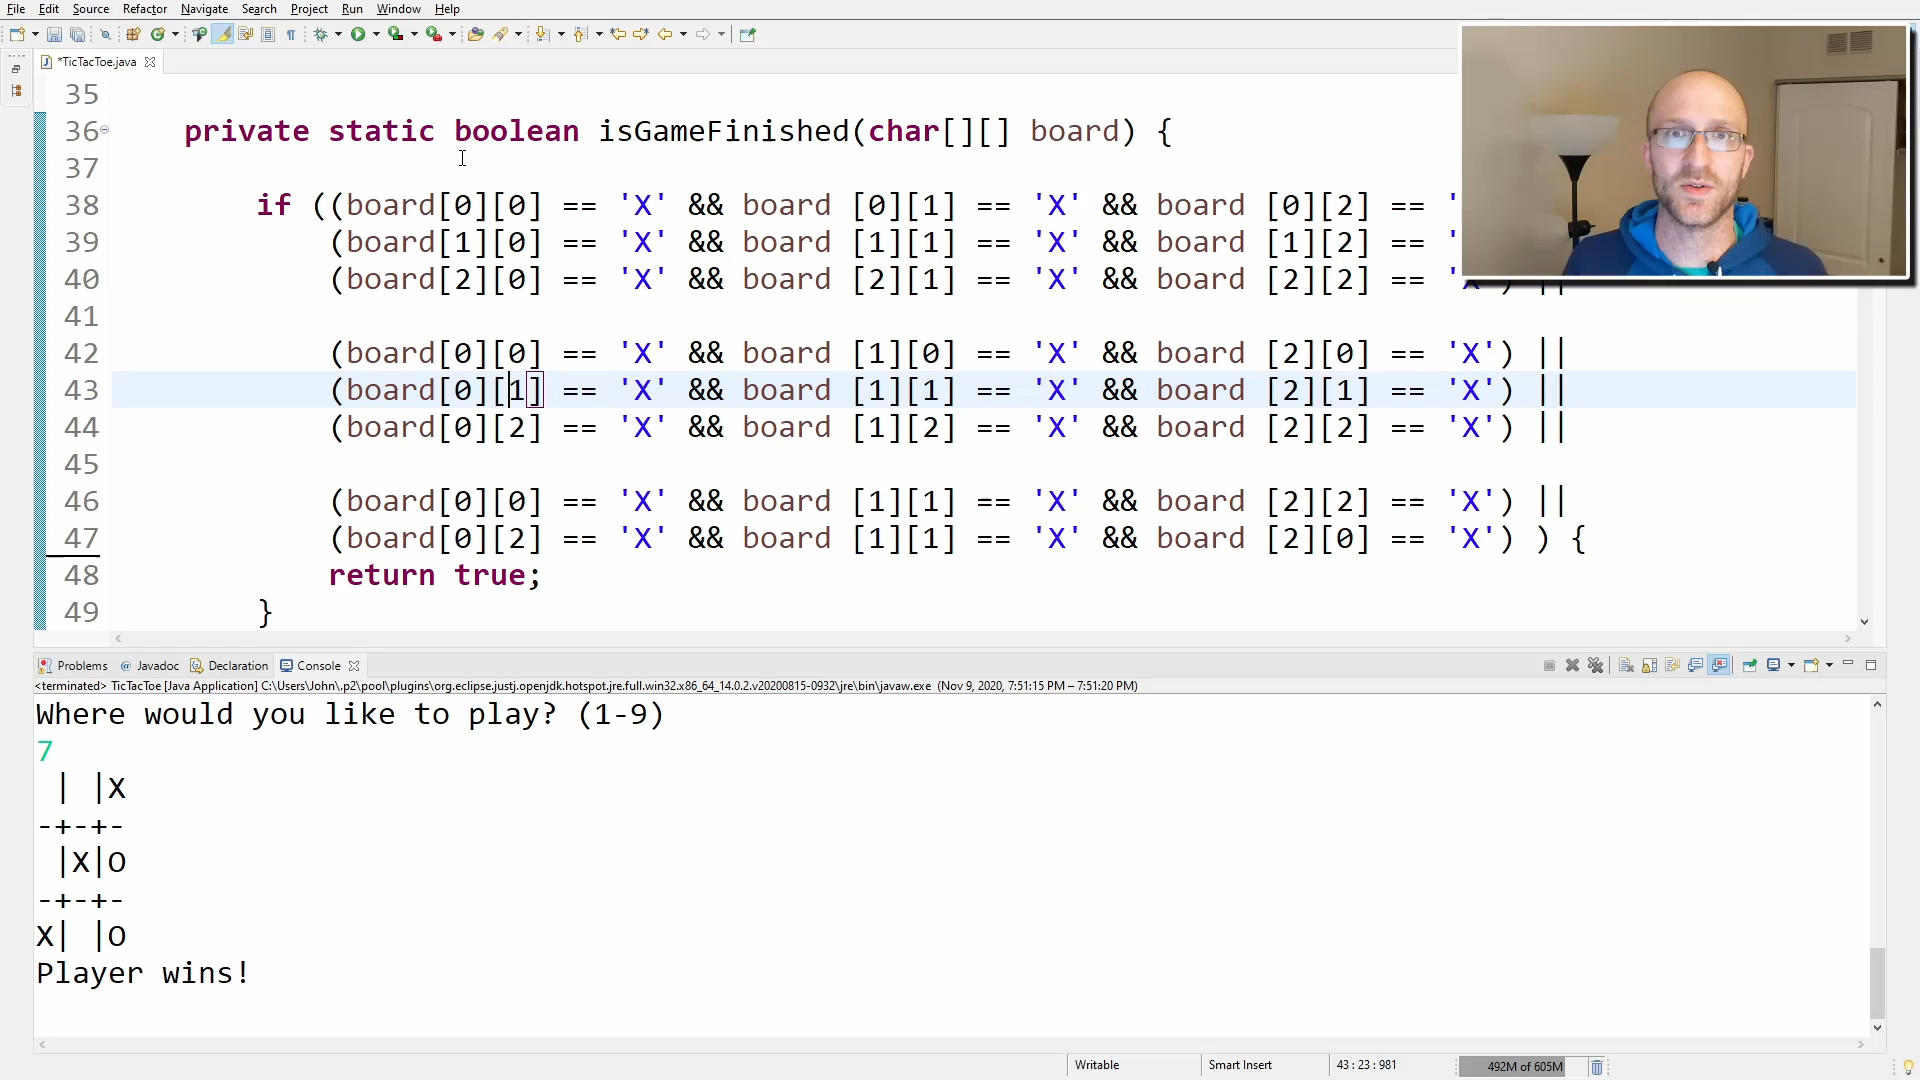 File Edit Source Refactor Navigate Search Project Run Window Help
*TicTacToe.java
35
36 private static boolean isGameFinished(char[][] board) {
37
38 if ((board[0][0] == 'X' && board [0][1] == 'X' && board [0][2] == '
39 (board[1][0] == 'X' && board [1][1] == 'X' && board [1][2] == '
40 (board[2][0] == 'X' && board [2][1] == 'X' && board [2][2] == 'X') ||
41
42 (board[0][0] == 'X' && board [1][0] == 'X' && board [2][0] == 'X') ||
43 (board[0][1] == 'X' && board [1][1] == 'X' && board [2][1] == 'X') ||
44 (board[0][2] == 'X' && board [1][2] == 'X' && board [2][2] == 'X') ||
45
46 (board[0][0] == 'X' && board [1][1] == 'X' && board [2][2] == 'X') ||
47 (board[0][2] == 'X' && board [1][1] == 'X' && board [2][0] == 'X') ) {
48 return true;
49 }
Problems @ Javadoc Declaration Console
<terminated> TicTacToe [Java Application] C:\Users\John\.p2\pool\plugins\org.eclipse.justj.openjdk.hotspot.jre.full.win32.x86_64_14.0.2.v20200815-0932\jre\bin\javaw.exe (Nov 9, 2020, 7:51:15 PM – 7:51:20 PM)
Where would you like to play? (1-9)
7
 | |X
-+-+-
 |X|O
-+-+-
X| |O
Player wins!
Writable Smart Insert 43 : 23 : 981 492M of 605M